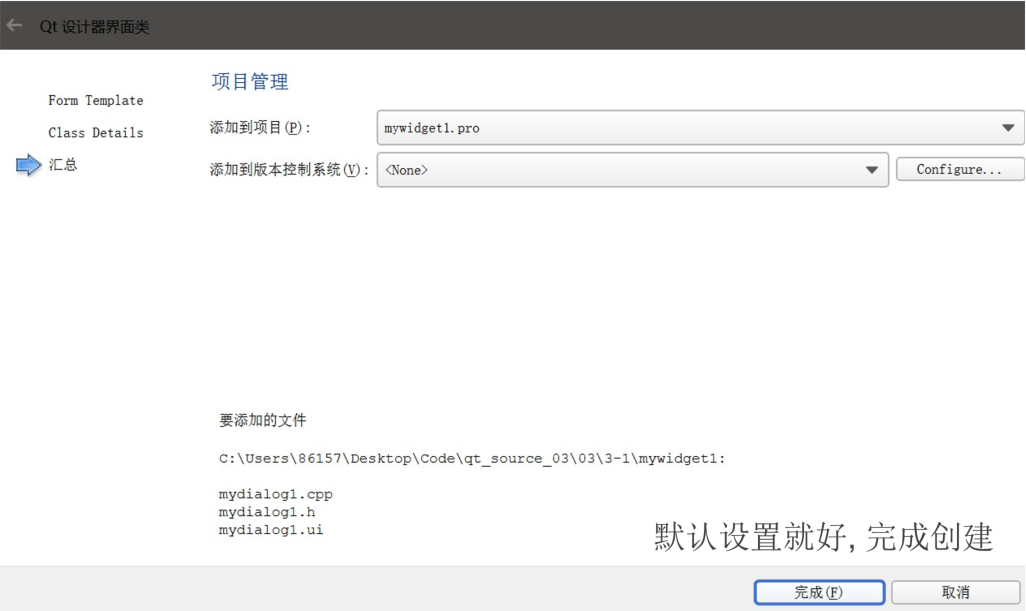 Qt 设计器界面类
Form Template
Class Details
汇总
项目管理
添加到项目(P): mywidget1.pro
添加到版本控制系统(V): <None> Configure...
要添加的文件
C:\Users\86157\Desktop\Code\qt_source_03\03\3-1\mywidget1:
mydialog1.cpp
mydialog1.h
mydialog1.ui
默认设置就好, 完成创建
完成(F) 取消